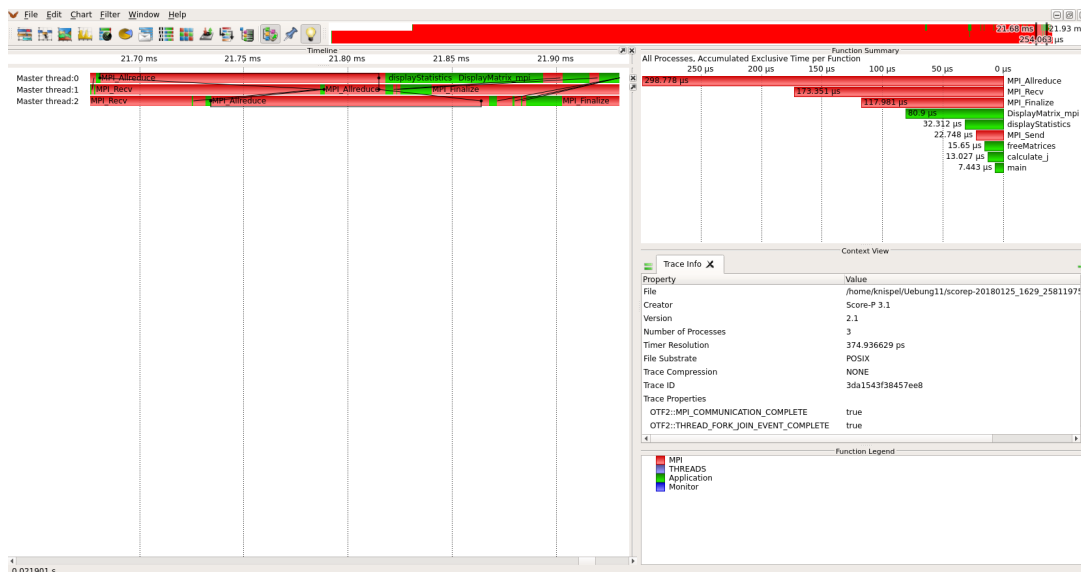 File Edit Chart Filter Window Help
21.68 ms 21.93 m
254.063 µs
Timeline
21.70 ms 21.75 ms 21.80 ms 21.85 ms 21.90 ms
Master thread:0 MPI_Allreduce displayStatistics DisplayMatrix_mpi
Master thread:1 MPI_Recv MPI_Allreduce MPI_Finalize
Master thread:2 MPI_Recv MPI_Allreduce MPI_Finalize
0.021901 s
Function Summary
All Processes, Accumulated Exclusive Time per Function
250 µs 200 µs 150 µs 100 µs 50 µs 0 µs
298.778 µs MPI_Allreduce
173.351 µs MPI_Recv
117.981 µs MPI_Finalize
80.9 µs DisplayMatrix_mpi
32.312 µs displayStatistics
22.748 µs MPI_Send
15.65 µs freeMatrices
13.027 µs calculate_j
7.443 µs main
Context View
Trace Info
Property Value
File /home/knispel/Uebung11/scorep-20180125_1629_25811975
Creator Score-P 3.1
Version 2.1
Number of Processes 3
Timer Resolution 374.936629 ps
File Substrate POSIX
Trace Compression NONE
Trace ID 3da1543f38457ee8
Trace Properties
OTF2::MPI_COMMUNICATION_COMPLETE true
OTF2::THREAD_FORK_JOIN_EVENT_COMPLETE true
Function Legend
MPI
THREADS
Application
Monitor